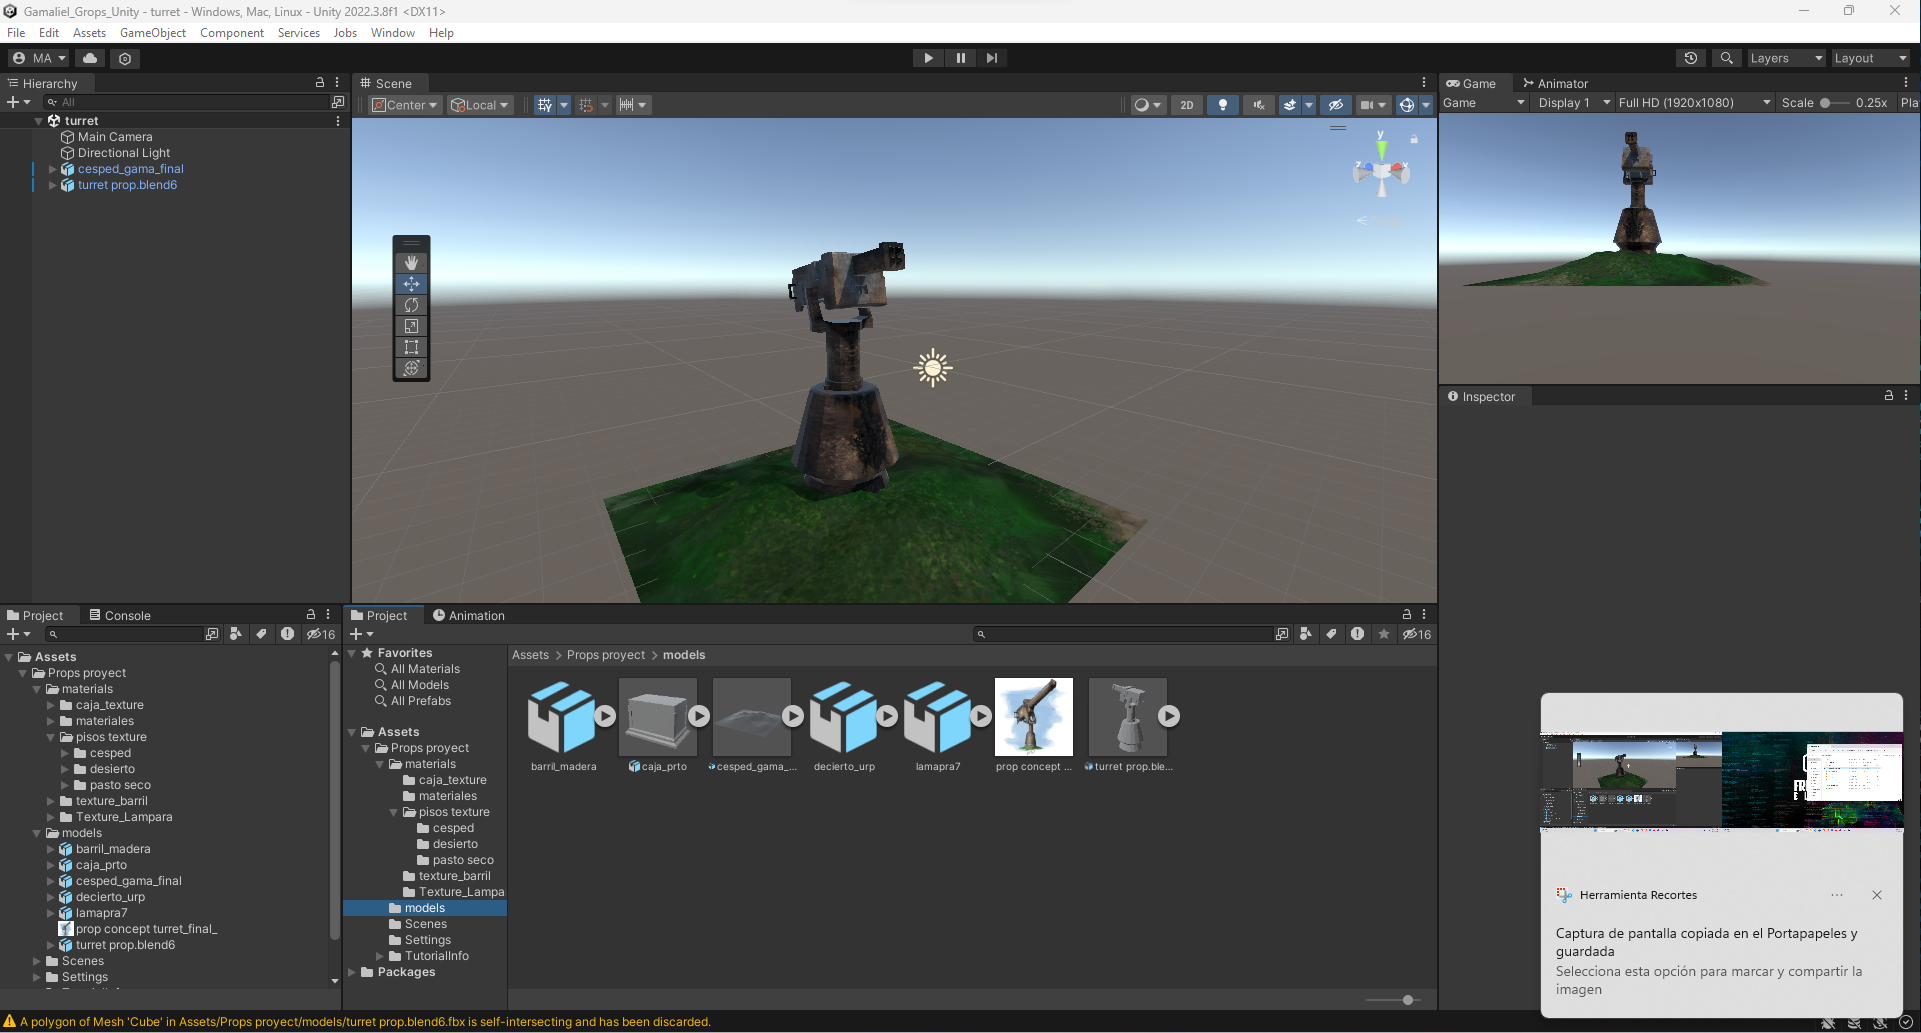 Gamaliel_Grops_Unity - turret - Windows, Mac, Linux - Unity 2022.3.8f1 <DX11>
File Edit Assets GameObject Component Services Jobs Window Help
MA
Layers
Layout
Hierarchy
All
turret
Main Camera
Directional Light
cesped_gama_final
turret prop.blend6
Scene
Center
Local
2D
y
x
z
Game
Animator
Game
Display 1
Full HD (1920x1080)
Scale
0.25x
Pla
Inspector
Project
Console
16
Assets
Props proyect
materials
caja_texture
materiales
pisos texture
cesped
desierto
pasto seco
texture_barril
Texture_Lampara
models
barril_madera
caja_prto
cesped_gama_final
decierto_urp
lamapra7
prop concept turret_final_
turret prop.blend6
Scenes
Settings
Project
Animation
16
Favorites
All Materials
All Models
All Prefabs
Assets
Props proyect
materials
caja_texture
materiales
pisos texture
cesped
desierto
pasto seco
texture_barril
Texture_Lampa
models
Scenes
Settings
TutorialInfo
Packages
Assets > Props proyect > models
barril_madera
caja_prto
cesped_gama_...
decierto_urp
lamapra7
prop concept ...
turret prop.ble...
Herramienta Recortes
Captura de pantalla copiada en el Portapapeles y
guardada
Selecciona esta opción para marcar y compartir la
imagen
A polygon of Mesh 'Cube' in Assets/Props proyect/models/turret prop.blend6.fbx is self-intersecting and has been discarded.